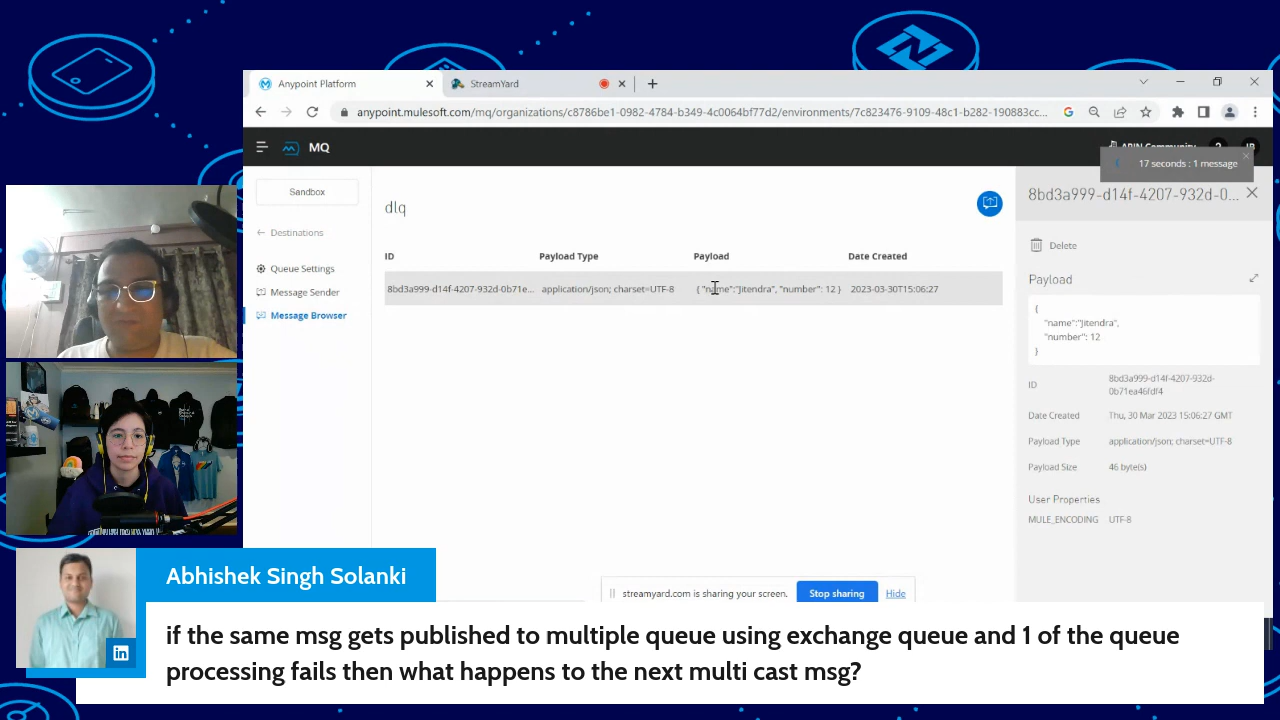 Anypoint Platform
StreamYard
anypoint.mulesoft.com/mq/organizations/c8786be1-0982-4784-b349-4c0064bf77d2/environments/7c823476-9109-48c1-b282-190883cc...
MQ
17 seconds : 1 message
Sandbox
Destinations
Queue Settings
Message Sender
Message Browser
dlq
ID Payload Type Payload Date Created
8bd3a999-d14f-4207-932d-0b71e... application/json; charset=UTF-8 { "name":"Jitendra", "number": 12 } 2023-03-30T15:06:27
8bd3a999-d14f-4207-932d-0...
Delete
Payload
{
"name":"Jitendra",
"number": 12
}
ID 8bd3a999-d14f-4207-932d-
0b71ea46fdf4
Date Created Thu, 30 Mar 2023 15:06:27 GMT
Payload Type application/json; charset=UTF-8
Payload Size 46 byte(s)
User Properties
MULE_ENCODING UTF-8
streamyard.com is sharing your screen. Stop sharing Hide
Abhishek Singh Solanki
in
if the same msg gets published to multiple queue using exchange queue and 1 of the queue
processing fails then what happens to the next multi cast msg?